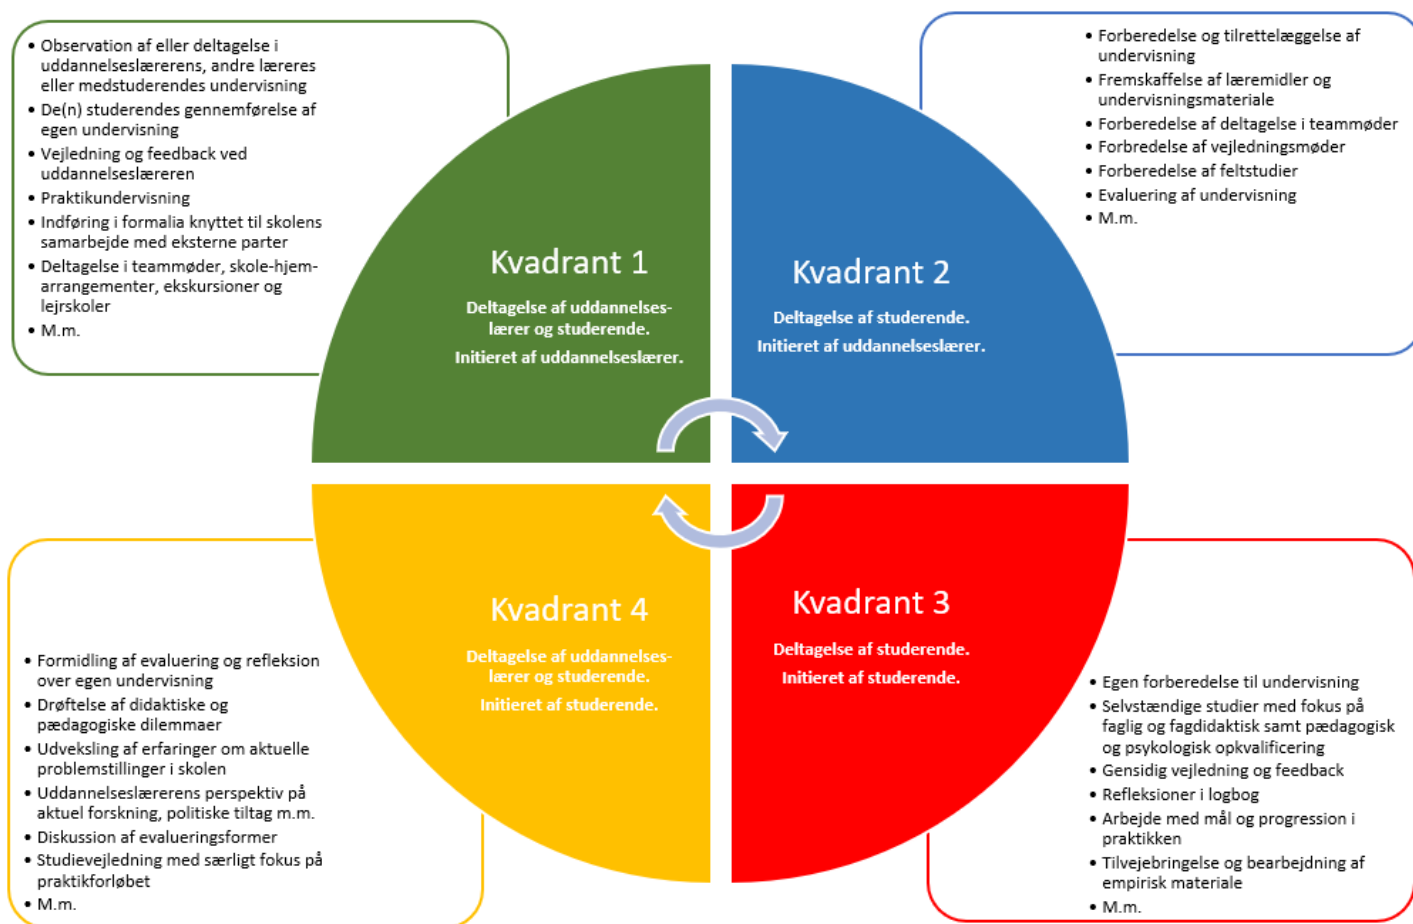 • Observation af eller deltagelse i
uddannelseslærerens, andre læreres
eller medstuderendes undervisning
• De(n) studerendes gennemførelse af
egen undervisning
• Vejledning og feedback ved
uddannelseslæreren
• Praktikundervisning
• Indføring i formalia knyttet til skolens
samarbejde med eksterne parter
• Deltagelse i teammøder, skole-hjem-
arrangementer, ekskursioner og
lejrskoler
• M.m.
Kvadrant 1
Deltagelse af uddannelses-
lærer og studerende.
Initieret af uddannelseslærer.
Kvadrant 2
Deltagelse af studerende.
Initieret af uddannelseslærer.
• Forberedelse og tilrettelæggelse af
undervisning
• Fremskaffelse af læremidler og
undervisningsmateriale
• Forberedelse af deltagelse i teammøder
• Forbredelse af vejledningsmøder
• Forberedelse af feltstudier
• Evaluering af undervisning
• M.m.
• Formidling af evaluering og refleksion
over egen undervisning
• Drøftelse af didaktiske og
pædagogiske dilemmaer
• Udveksling af erfaringer om aktuelle
problemstillinger i skolen
• Uddannelseslærerens perspektiv på
aktuel forskning, politiske tiltag m.m.
• Diskussion af evalueringsformer
• Studievejledning med særligt fokus på
praktikforløbet
• M.m.
Kvadrant 4
Deltagelse af uddannelses-
lærer og studerende.
Initieret af studerende.
Kvadrant 3
Deltagelse af studerende.
Initieret af studerende.
• Egen forberedelse til undervisning
• Selvstændige studier med fokus på
faglig og fagdidaktisk samt pædagogisk
og psykologisk opkvalificering
• Gensidig vejledning og feedback
• Refleksioner i logbog
• Arbejde med mål og progression i
praktikken
• Tilvejebringelse og bearbejdning af
empirisk materiale
• M.m.